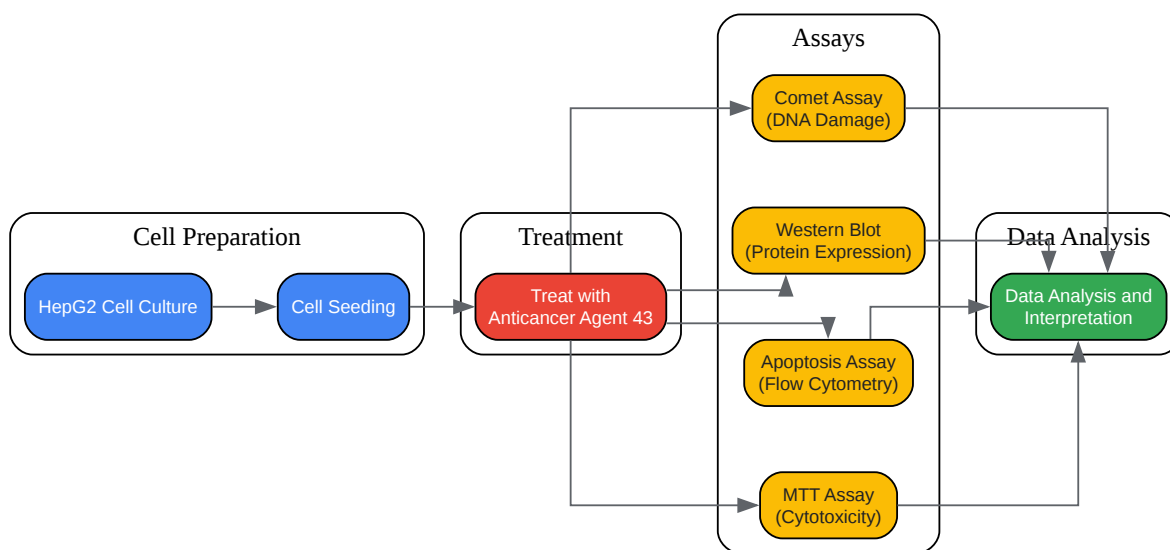 Cell Preparation
HepG2 Cell Culture
Cell Seeding
Treatment
Treat with
Anticancer Agent 43
Assays
Comet Assay
(DNA Damage)
Western Blot
(Protein Expression)
Apoptosis Assay
(Flow Cytometry)
MTT Assay
(Cytotoxicity)
Data Analysis
Data Analysis and
Interpretation